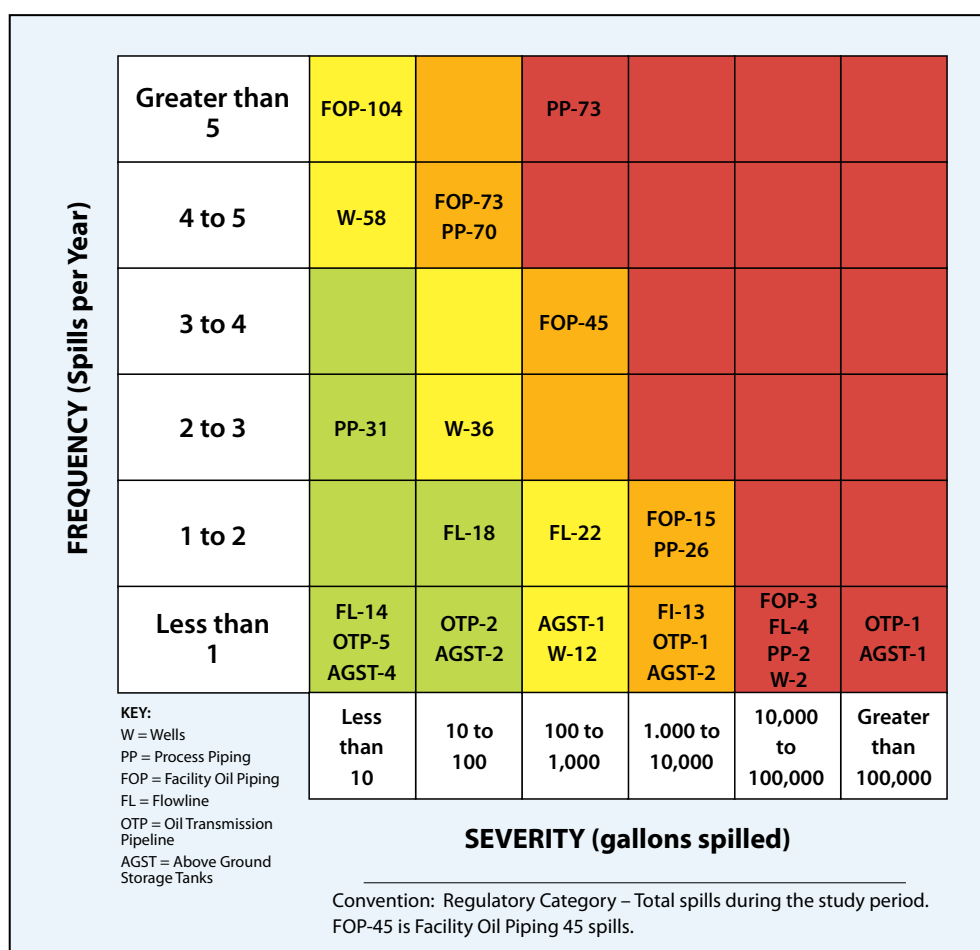 FREQUENCY (Spills per Year)
Greater than
5
FOP-104
PP-73
4 to 5
W-58
FOP-73
PP-70
3 to 4
FOP-45
2 to 3
PP-31
W-36
1 to 2
FL-18
FL-22
FOP-15
PP-26
Less than
1
FL-14
OTP-5
AGST-4
OTP-2
AGST-2
AGST-1
W-12
FI-13
OTP-1
AGST-2
FOP-3
FL-4
PP-2
W-2
OTP-1
AGST-1
Less
than
10
10 to
100
100 to
1,000
1.000 to
10,000
10,000
to
100,000
Greater
than
100,000
KEY:
W = Wells
PP = Process Piping
FOP = Facility Oil Piping
FL = Flowline
OTP = Oil Transmission
Pipeline
AGST = Above Ground
Storage Tanks
SEVERITY (gallons spilled)
Convention: Regulatory Category – Total spills during the study period.
FOP-45 is Facility Oil Piping 45 spills.